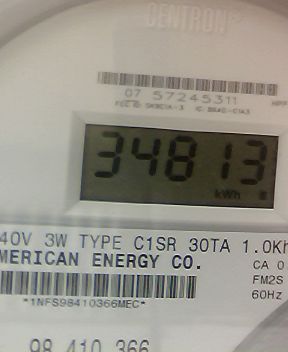 CENTRON
07 57245311
34813
kWh
40V 3W TYPE C1SR 30TA 1.0Kh
MERICAN ENERGY CO.
CA 0
FM2S
60Hz
*1NFS98410366MEC*
98 410 366